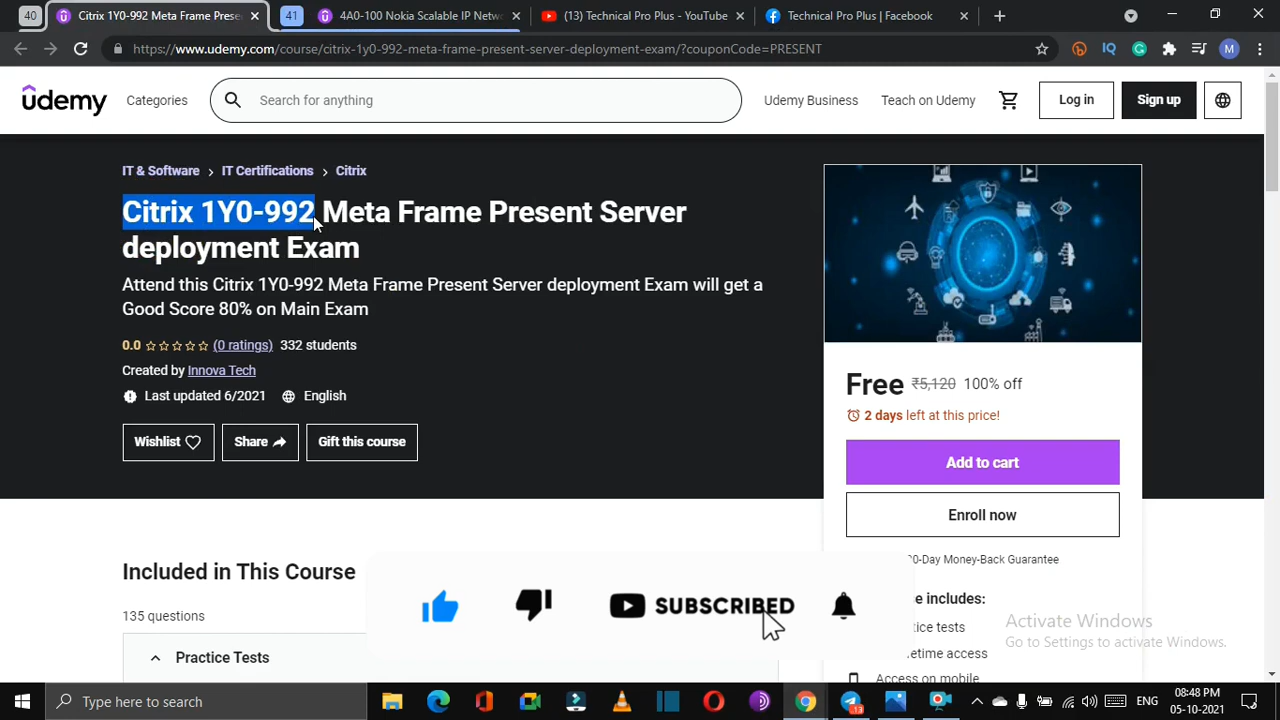 40
Citrix 1Y0-992 Meta Frame Prese
41
4A0-100 Nokia Scalable IP Netw
(13) Technical Pro Plus - YouTube
Technical Pro Plus | Facebook
https://www.udemy.com/course/citrix-1y0-992-meta-frame-present-server-deployment-exam/?couponCode=PRESENT
IQ
M
udemy
Categories
Search for anything
Udemy Business
Teach on Udemy
Log in
Sign up
IT & Software > IT Certifications > Citrix
Citrix 1Y0-992 Meta Frame Present Server
deployment Exam
Attend this Citrix 1Y0-992 Meta Frame Present Server deployment Exam will get a
Good Score 80% on Main Exam
0.0 (0 ratings) 332 students
Created by Innova Tech
Last updated 6/2021 English
Wishlist
Share
Gift this course
Free ₹5,120 100% off
2 days left at this price!
Add to cart
Enroll now
0-Day Money-Back Guarantee
e includes:
tice tests
etime access
Access on mobile
Included in This Course
135 questions
Practice Tests
SUBSCRIBED
Activate Windows
Go to Settings to activate Windows.
Type here to search
13
ENG
08:48 PM
05-10-2021